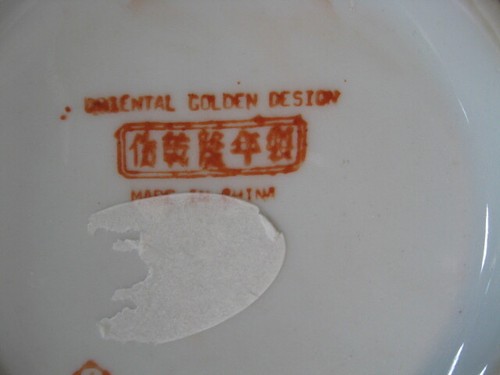 ORIENTAL GOLDEN DESIGN
仿乾隆年製
MADE IN CHINA